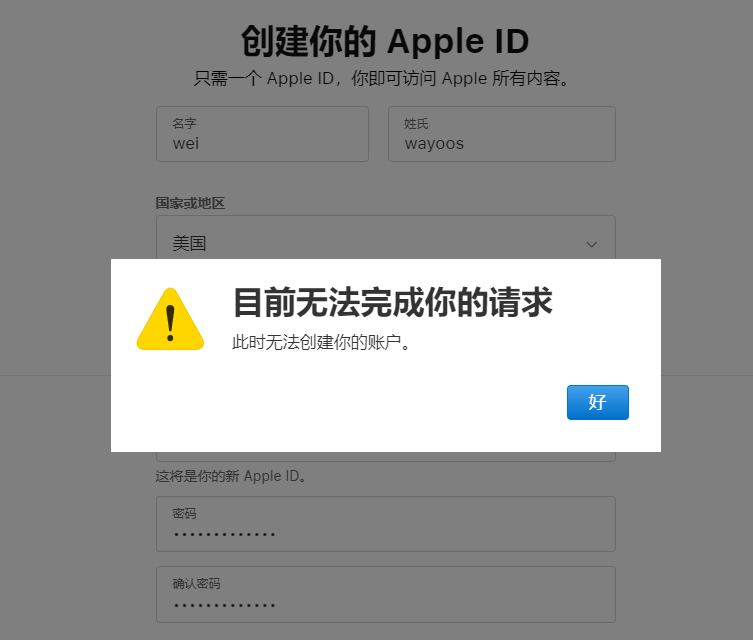 创建你的 Apple ID
只需一个 Apple ID，你即可访问 Apple 所有内容。
名字
wei
姓氏
wayoos
国家或地区
美国
目前无法完成你的请求
此时无法创建你的账户。
好
这将是你的新 Apple ID。
密码
•••••••••••••
确认密码
•••••••••••••